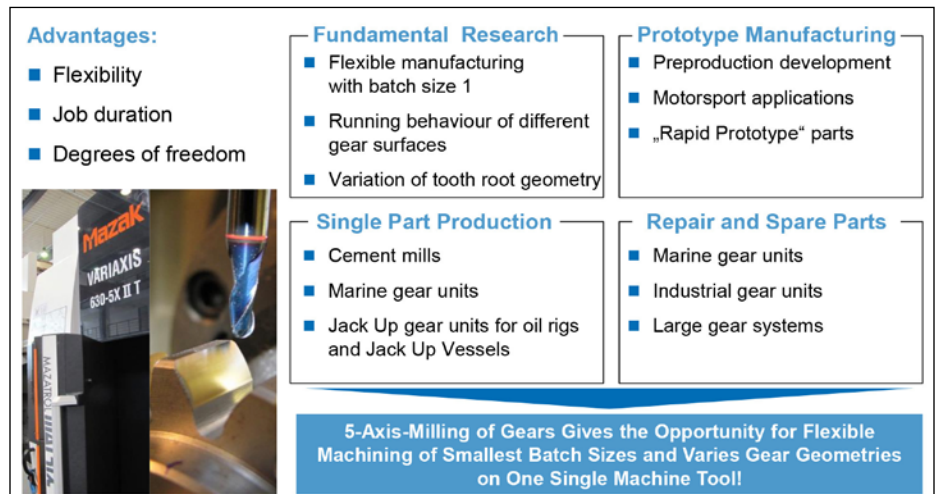 Advantages:
Flexibility
Job duration
Degrees of freedom
Mazak
VARIAXIS
630-5X II T
MAZATROL
Fundamental Research
Flexible manufacturing
with batch size 1
Running behaviour of different
gear surfaces
Variation of tooth root geometry
Prototype Manufacturing
Preproduction development
Motorsport applications
„Rapid Prototype“ parts
Single Part Production
Cement mills
Marine gear units
Jack Up gear units for oil rigs
and Jack Up Vessels
Repair and Spare Parts
Marine gear units
Industrial gear units
Large gear systems
5-Axis-Milling of Gears Gives the Opportunity for Flexible
Machining of Smallest Batch Sizes and Varies Gear Geometries
on One Single Machine Tool!